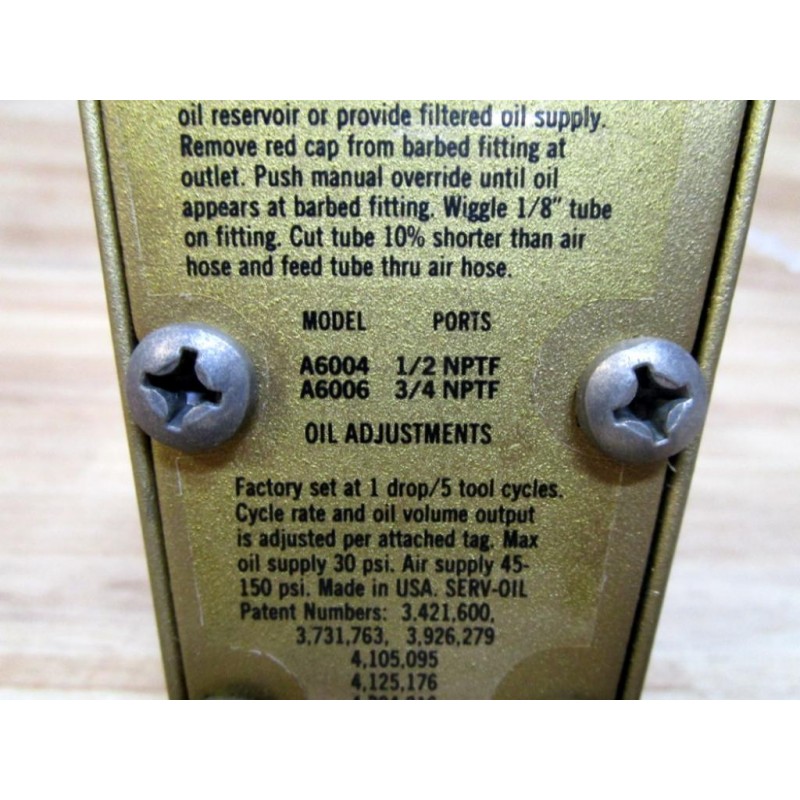 oil reservoir or provide filtered oil supply.
Remove red cap from barbed fitting at
outlet. Push manual override until oil
appears at barbed fitting. Wiggle 1/8" tube
on fitting. Cut tube 10% shorter than air
hose and feed tube thru air hose.
MODEL PORTS
A6004 1/2 NPTF
A6006 3/4 NPTF
OIL ADJUSTMENTS
Factory set at 1 drop/5 tool cycles.
Cycle rate and oil volume output
is adjusted per attached tag. Max
oil supply 30 psi. Air supply 45-
150 psi. Made in USA. SERV-OIL
Patent Numbers: 3.421,600,
3,731,763, 3,926,279
4,105,095
4,125,176